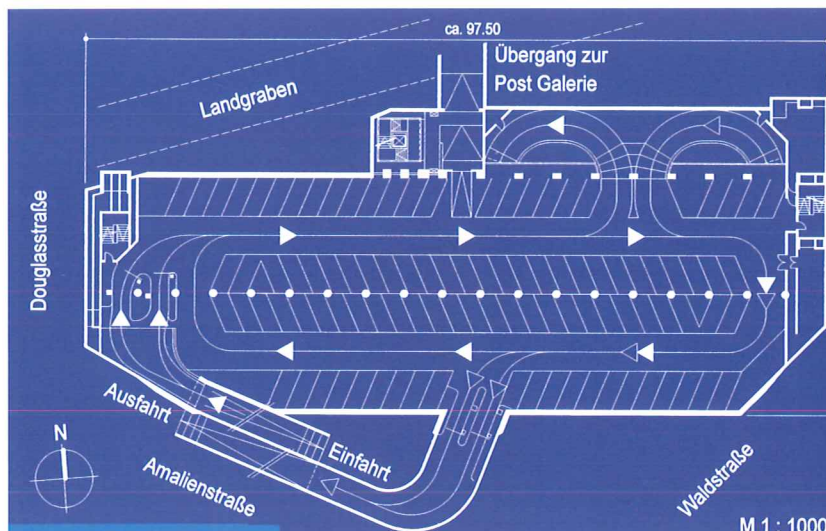 ca. 97.50
Übergang zur
Post Galerie
Landgraben
Douglasstraße
Ausfahrt
Einfahrt
Amalienstraße
Waldstraße
N
M 1 : 1000